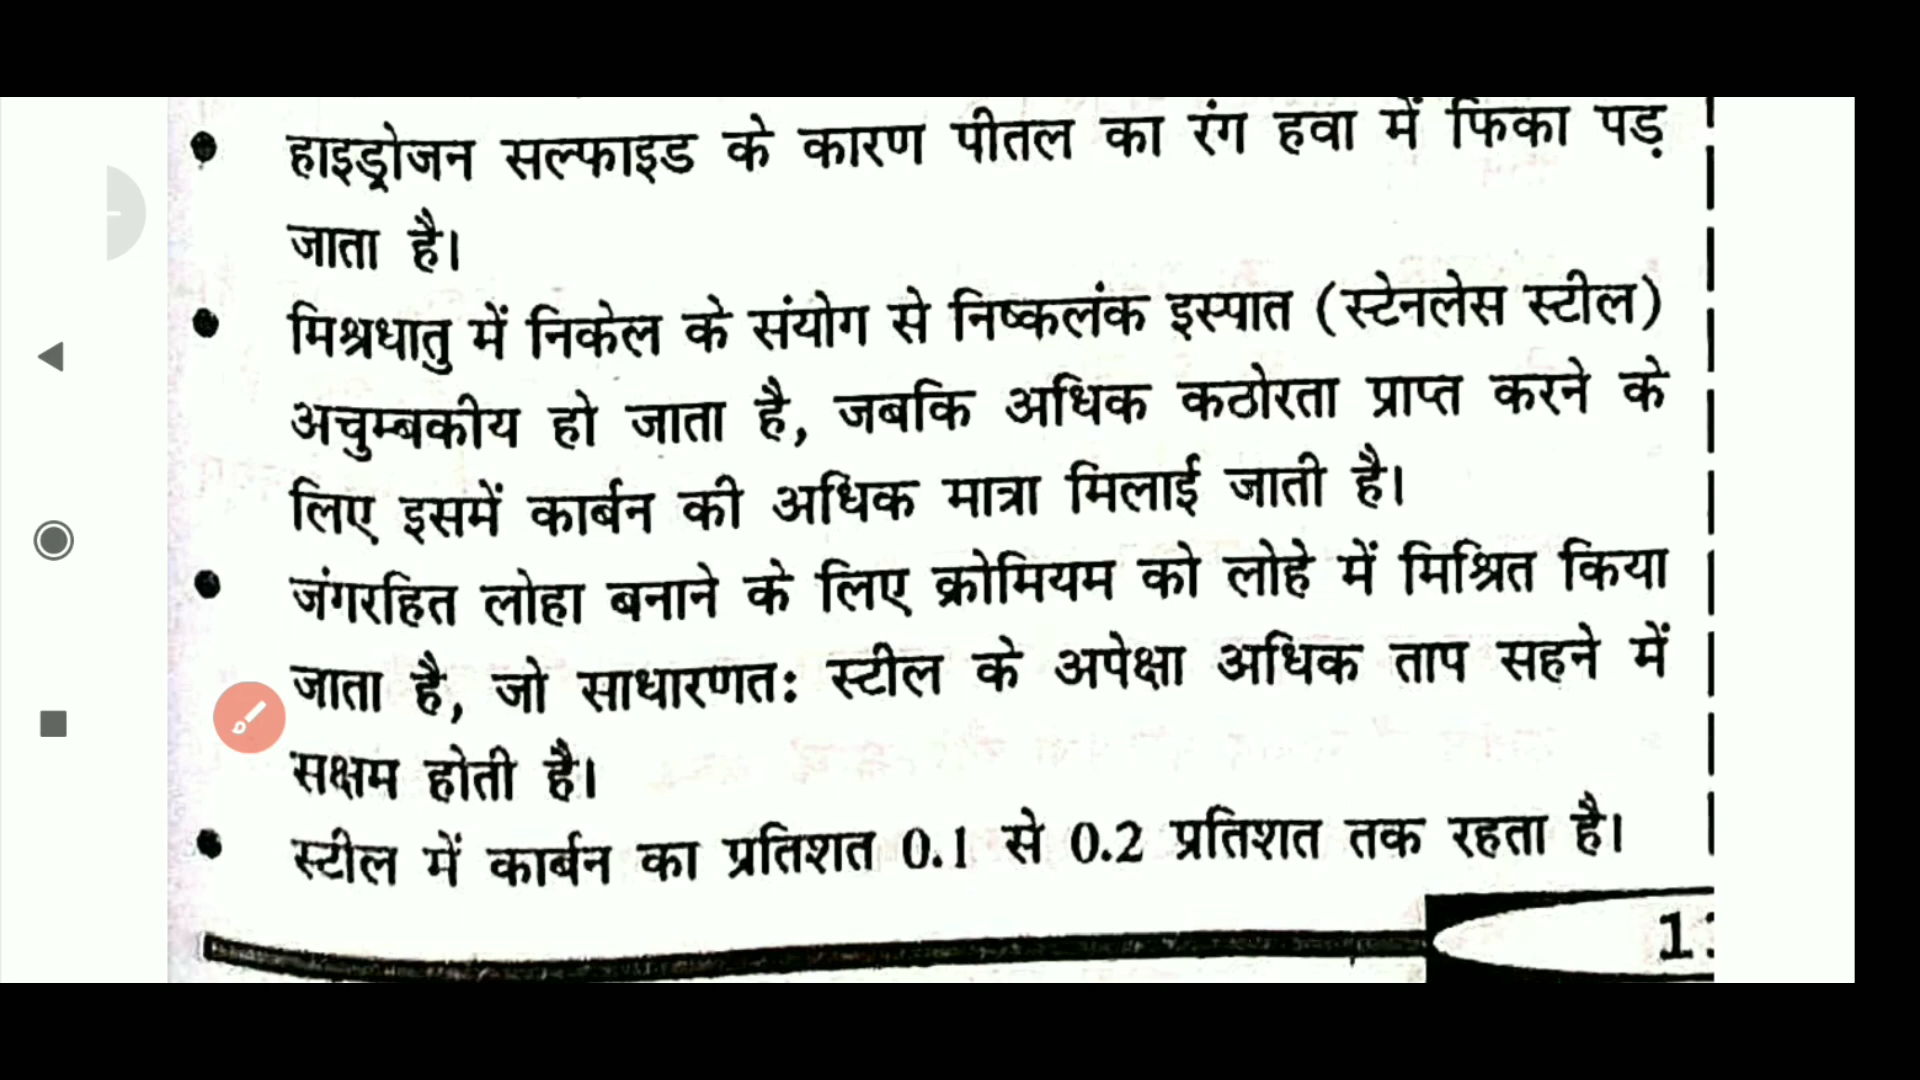 हाइड्रोजन सल्फाइड के कारण पीतल का रंग हवा में फिका पड़
जाता है।
मिश्रधातु में निकेल के संयोग से निष्कलंक इस्पात (स्टेनलेस स्टील)
अचुम्बकीय हो जाता है, जबकि अधिक कठोरता प्राप्त करने के
लिए इसमें कार्बन की अधिक मात्रा मिलाई जाती है।
जंगरहित लोहा बनाने के लिए क्रोमियम को लोहे में मिश्रित किया
जाता है, जो साधारणत: स्टील के अपेक्षा अधिक ताप सहने में
सक्षम होती है।
स्टील में कार्बन का प्रतिशत 0.1 से 0.2 प्रतिशत तक रहता है।